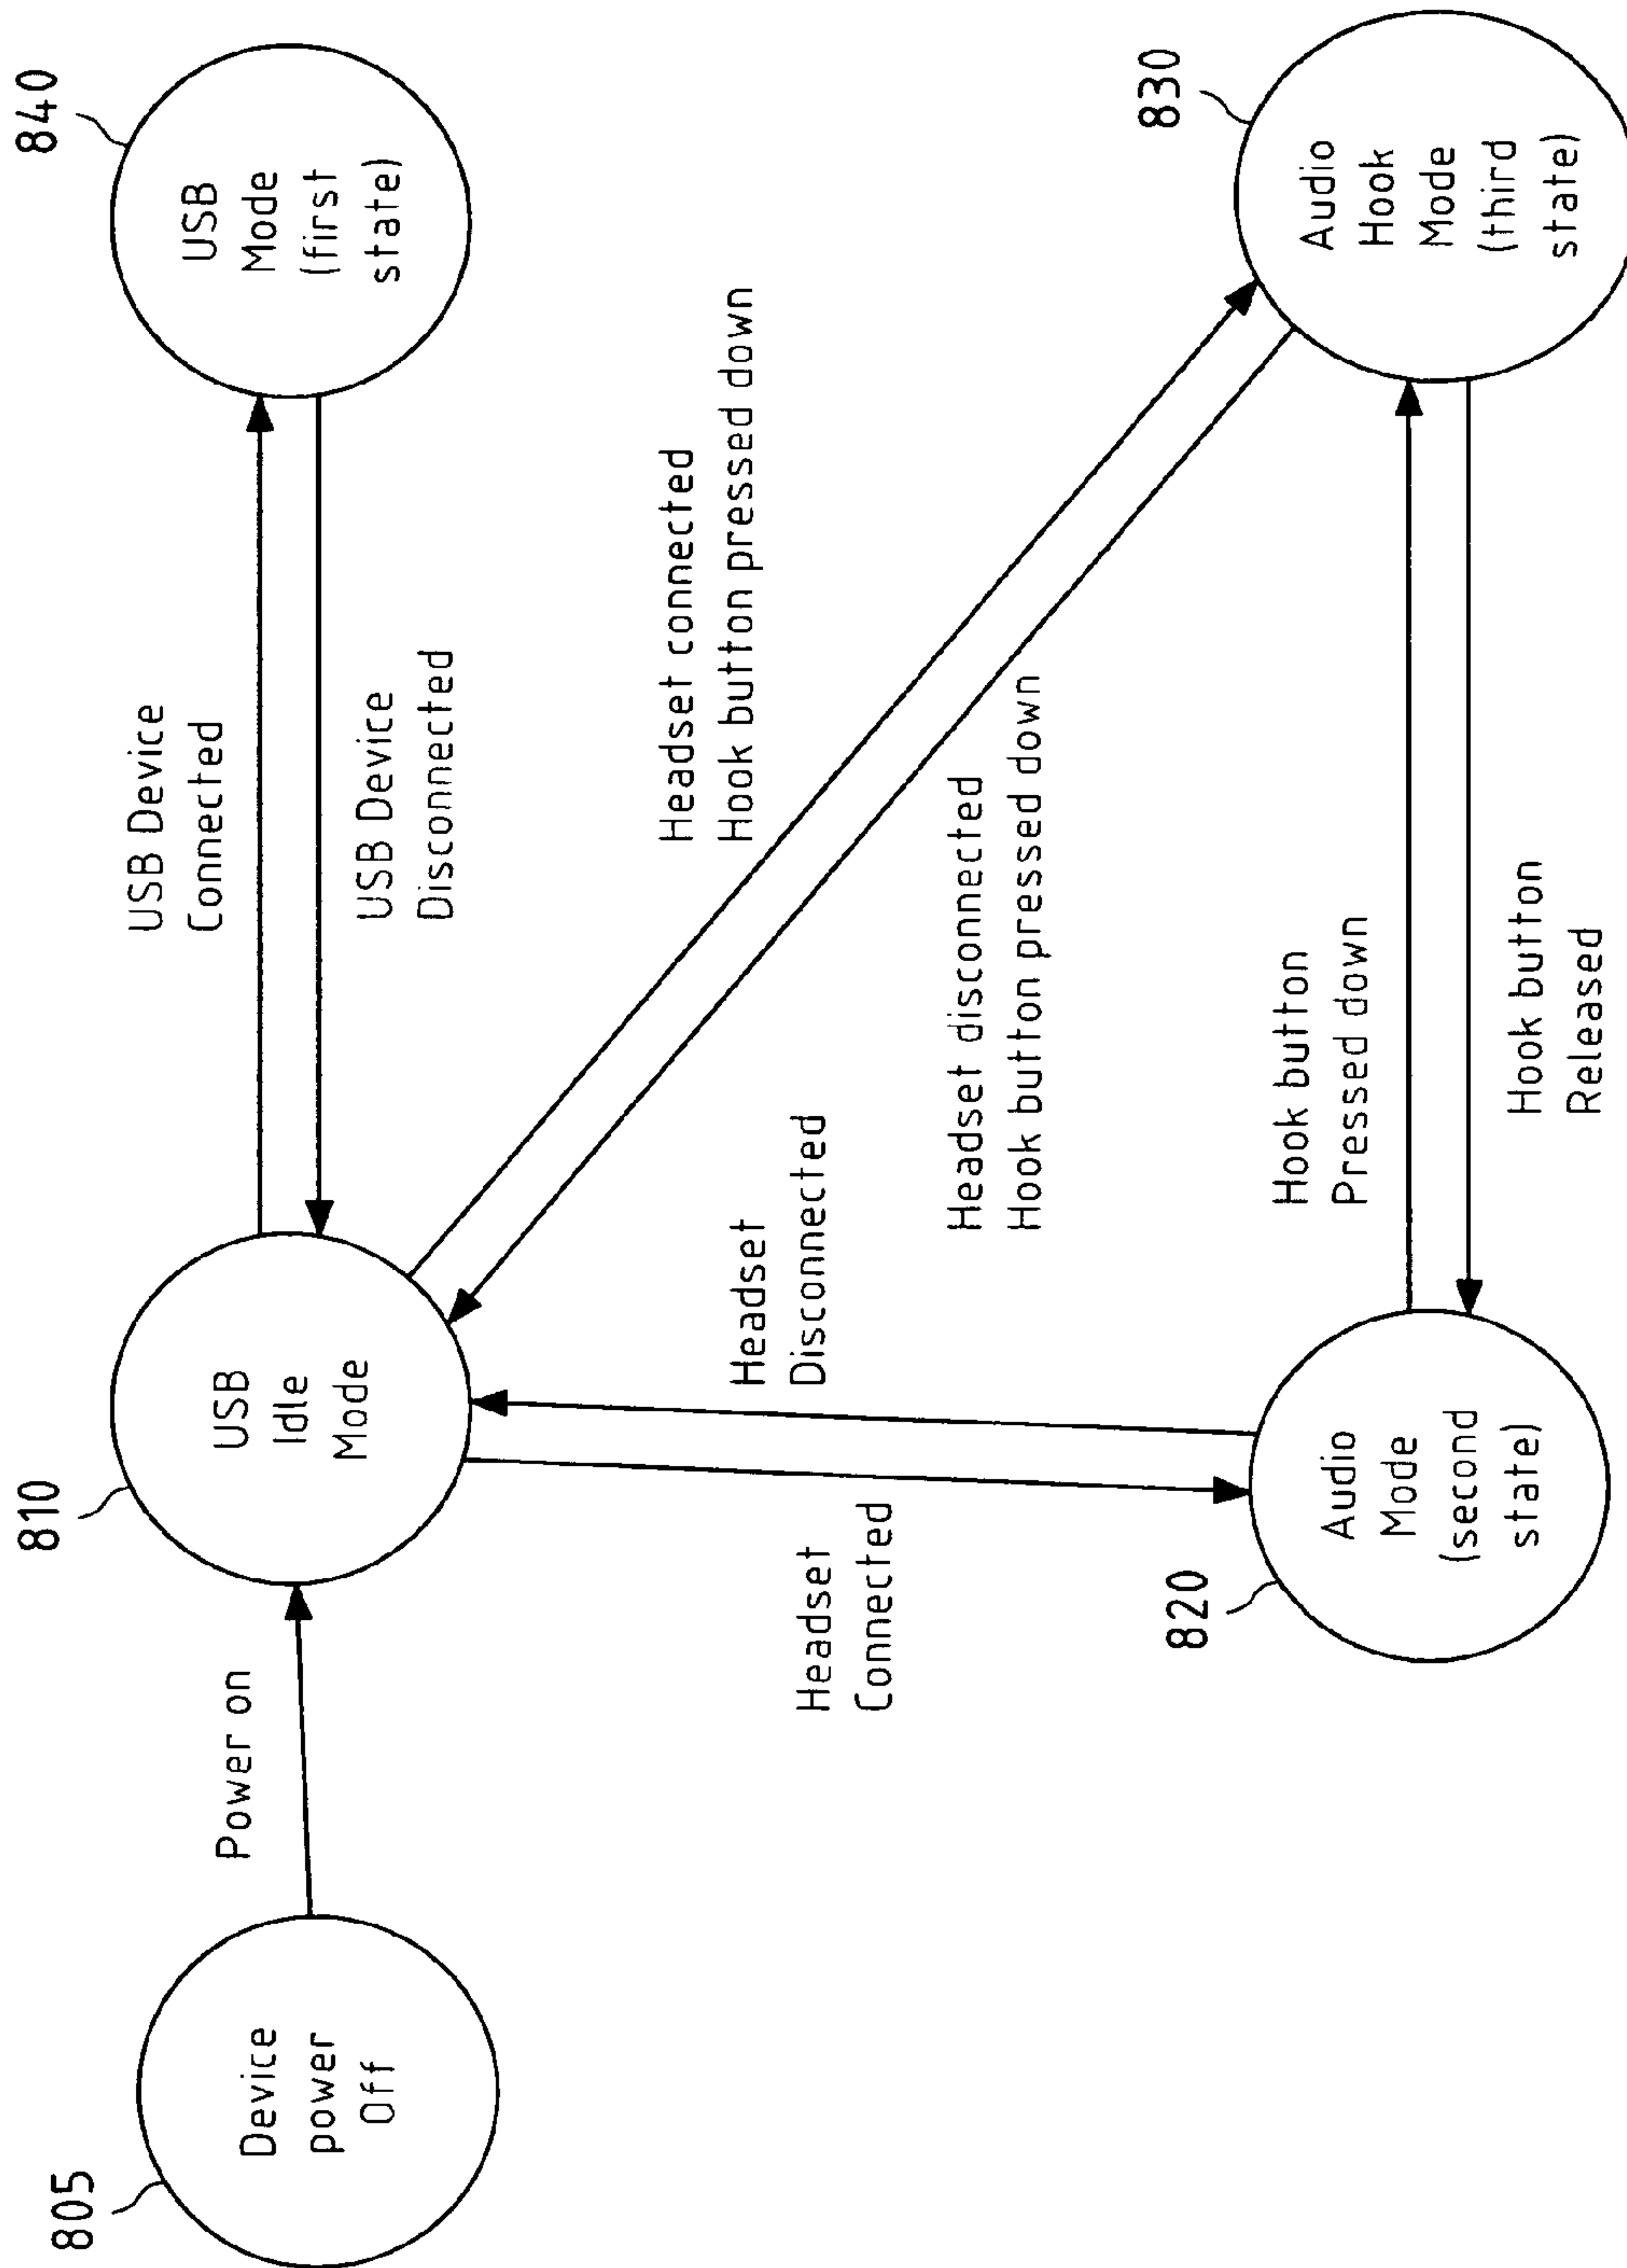 805
Device
power
Off
Power on
810
USB
Idle
Mode
USB Device
Connected
USB Device
Disconnected
840
USB
Mode
(first
state)
Headset connected
Hook button pressed down
Headset disconnected
Hook button pressed down
Headset
Disconnected
Headset
Connected
820
Audio
Mode
(second
state)
Hook button
Pressed down
Hook button
Released
830
Audio
Hook
Mode
(third
state)